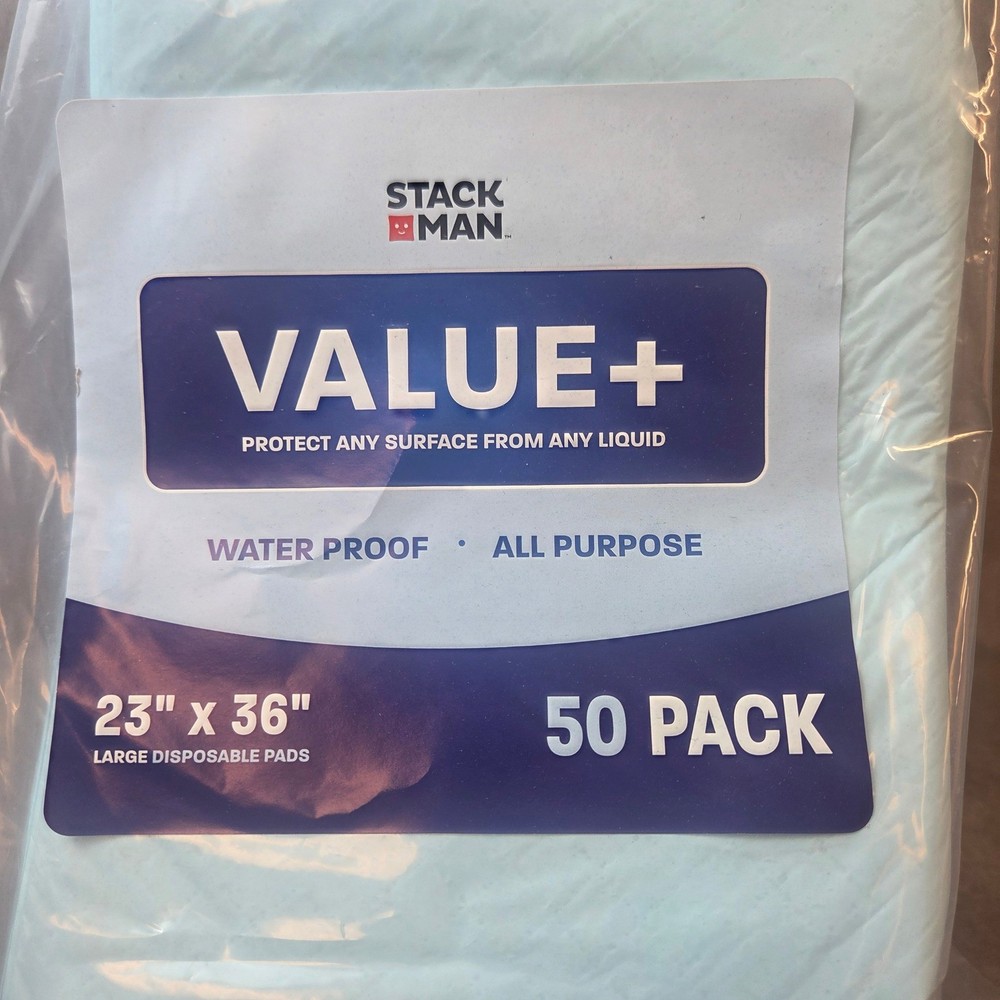 STACK
MAN™
VALUE+
PROTECT ANY SURFACE FROM ANY LIQUID
WATER PROOF • ALL PURPOSE
23" x 36"
LARGE DISPOSABLE PADS
50 PACK